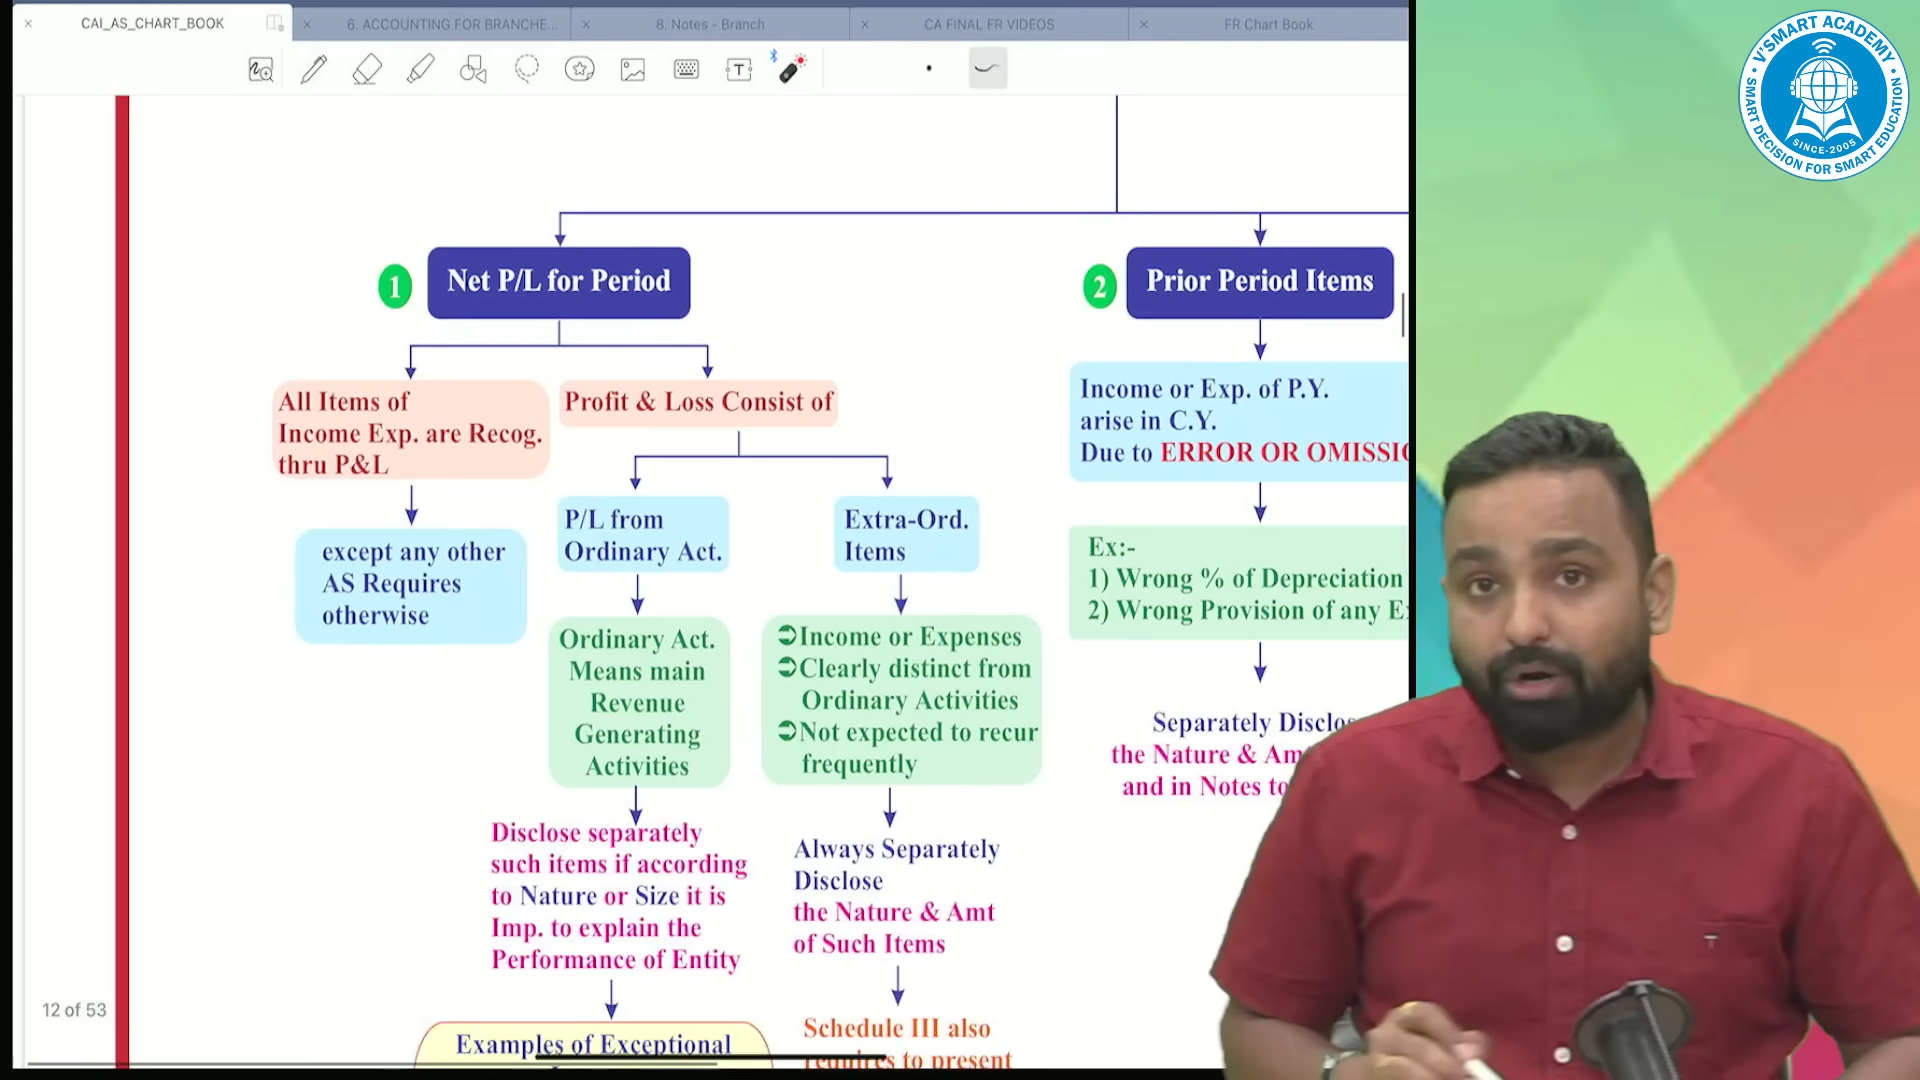 CAI_AS_CHART_BOOK
6. ACCOUNTING FOR BRANCHE...
8. Notes - Branch
CA FINAL FR VIDEOS
FR Chart Book
V'SMART ACADEMY
SINCE-2005
SMART DECISION FOR SMART EDUCATION
1
Net P/L for Period
2
Prior Period Items
All Items of
Income Exp. are Recog.
thru P&L
Profit & Loss Consist of
Income or Exp. of P.Y.
arise in C.Y.
Due to ERROR OR
except any other
AS Requires
otherwise
P/L from
Ordinary Act.
Extra-Ord.
Items
Ex:-
1) Wrong % of Depreciation
2) Wrong Provision of any
Ordinary Act.
Means main
Revenue
Generating
Activities
➲Income or Expenses
➲Clearly distinct from
Ordinary Activities
➲Not expected to recur
frequently
Separately
the Nature &
and in Notes to
Disclose separately
such items if according
to Nature or Size it is
Imp. to explain the
Performance of Entity
Always Separately
Disclose
the Nature & Amt
of Such Items
Examples of Exceptional
Schedule III also
requires to present
12 of 53